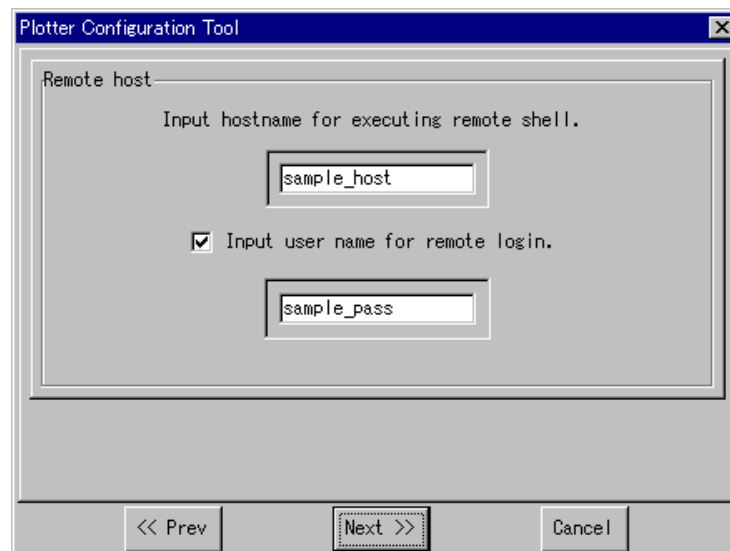 Plotter Configuration Tool
Remote host
Input hostname for executing remote shell.
sample_host
Input user name for remote login.
sample_pass
<< Prev Next >> Cancel